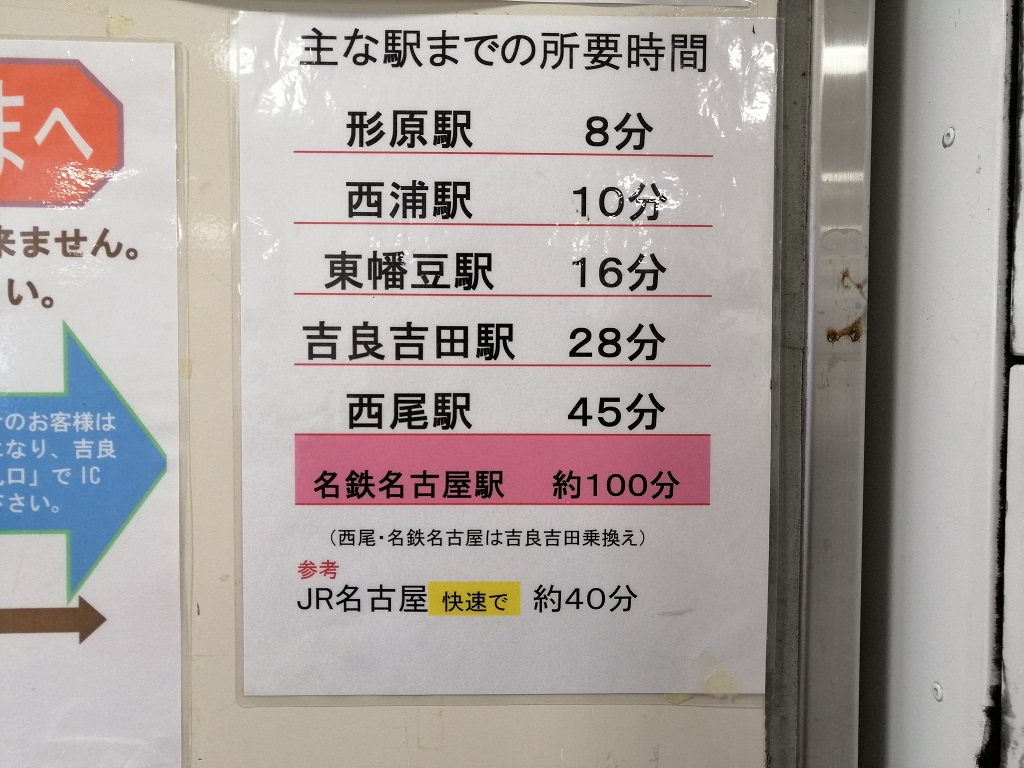 まへ
来ません。
い。
のお客様は
なり、吉良
口」でIC
さい。
主な駅までの所要時間
形原駅 8分
西浦駅 10分
東幡豆駅 16分
吉良吉田駅 28分
西尾駅 45分
名鉄名古屋駅 約100分
（西尾・名鉄名古屋は吉良吉田乗換え）
参考
JR名古屋 快速で 約40分